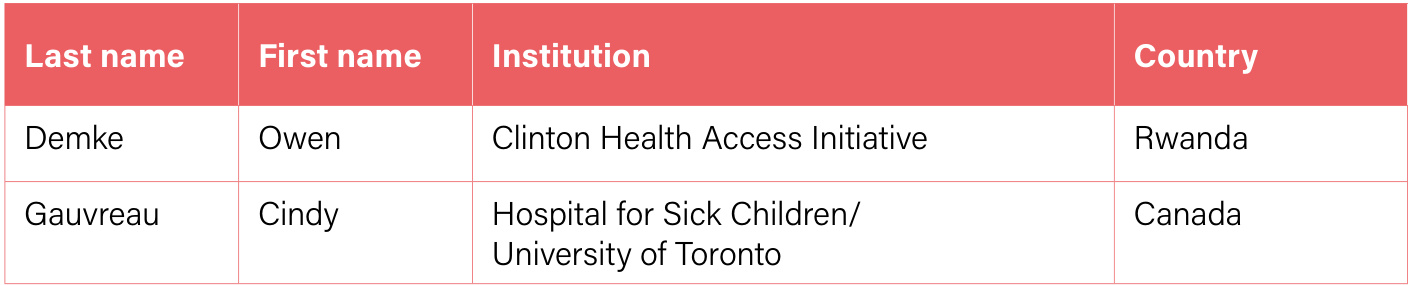 Last name First name Institution Country
Demke Owen Clinton Health Access Initiative Rwanda
Gauvreau Cindy Hospital for Sick Children/ Canada
University of Toronto